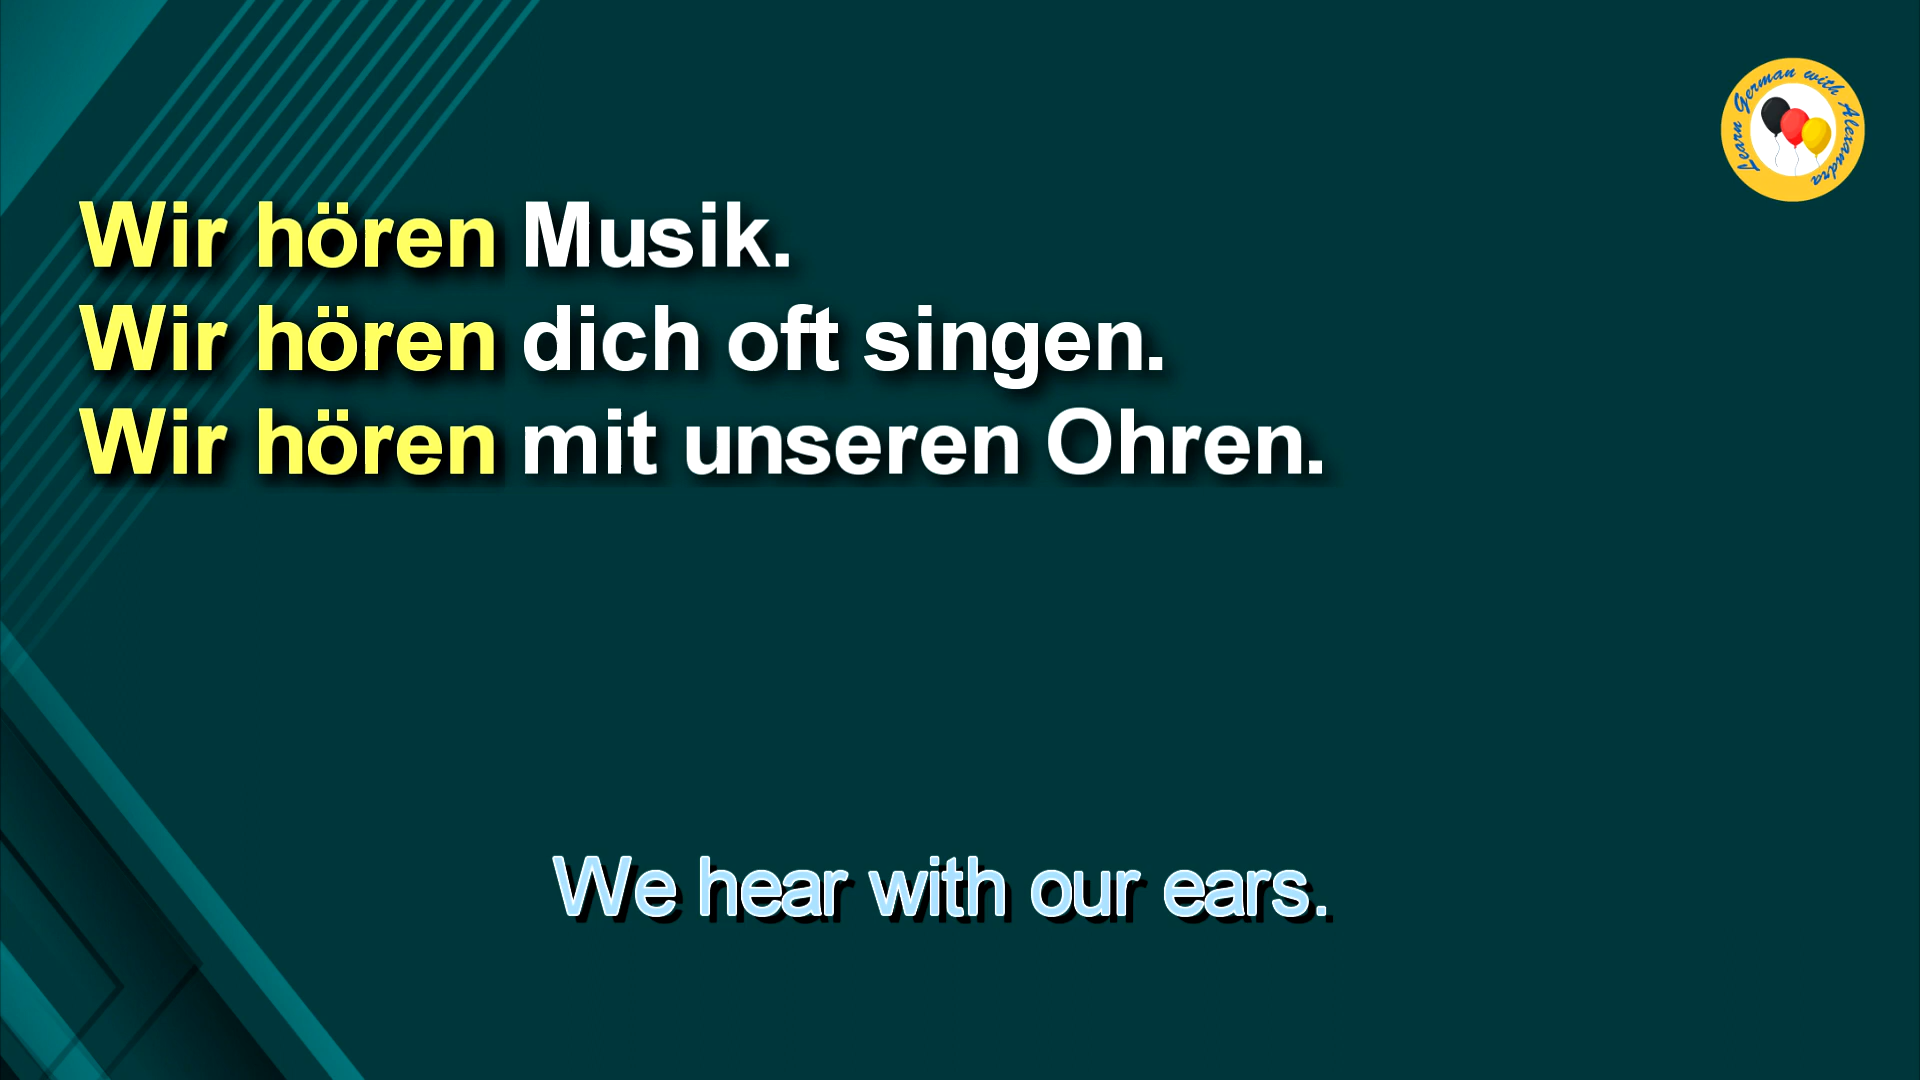 Learn German with Alexandra
Wir hören Musik.
Wir hören dich oft singen.
Wir hören mit unseren Ohren.
We hear with our ears.